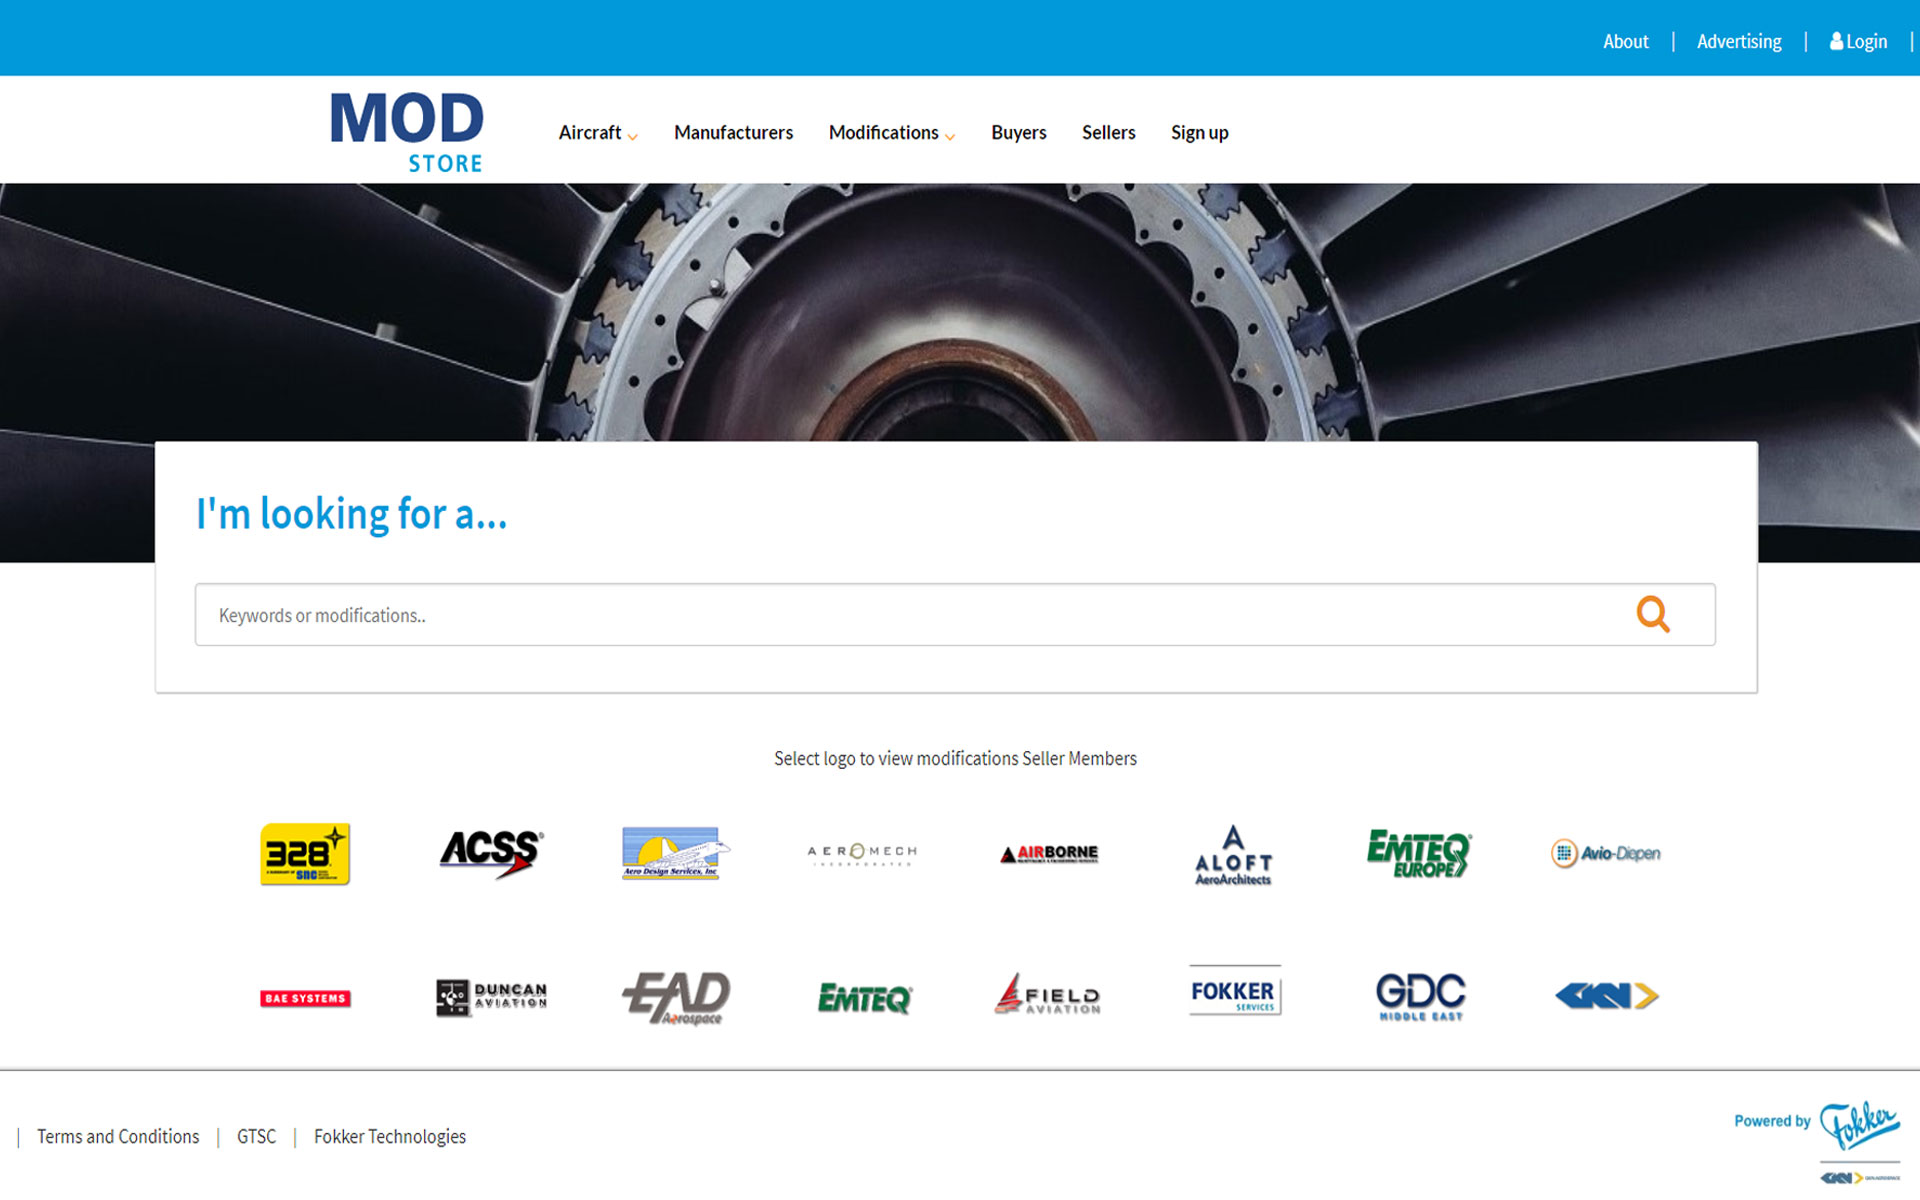 About | Advertising | Login |
MOD
STORE
Aircraft Manufacturers Modifications Buyers Sellers Sign up
I'm looking for a...
Keywords or modifications..
Select logo to view modifications Seller Members
328
SNC
ACSS
Aero Design Services, Inc
AEROMECH
INCORPORATED
AIRBORNE
ALOFT
AeroArchitects
EMTEQ
EUROPE
Avio-Diepen
BAE SYSTEMS
DUNCAN
AVIATION
EAD
Aerospace
EMTEQ
FIELD
AVIATION
FOKKER
SERVICES
GDC
MIDDLE EAST
GKN
| Terms and Conditions | GTSC | Fokker Technologies
Powered by Fokker
GKN